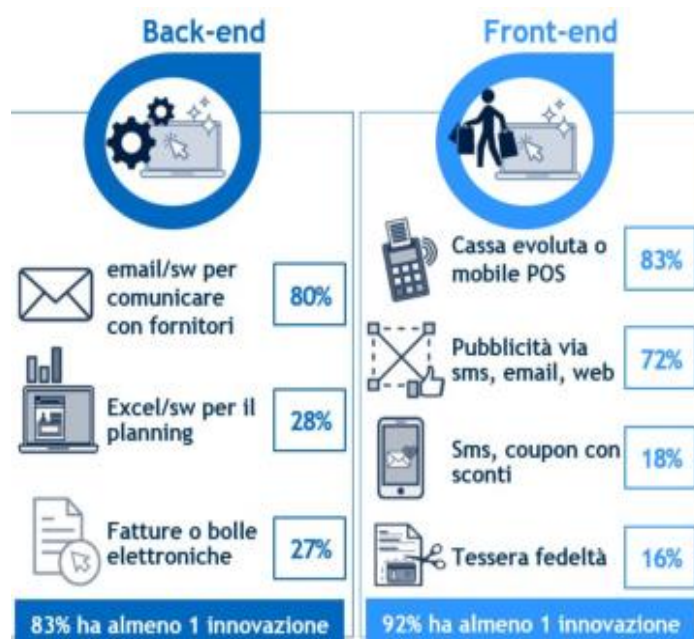 Back-end
email/sw per
comunicare
con fornitori
80%
Excel/sw per il
planning
28%
Fatture o bolle
elettroniche
27%
83% ha almeno 1 innovazione
Front-end
Cassa evoluta o
mobile POS
83%
Pubblicità via
sms, email, web
72%
Sms, coupon con
sconti
18%
Tessera fedeltà
16%
92% ha almeno 1 innovazione